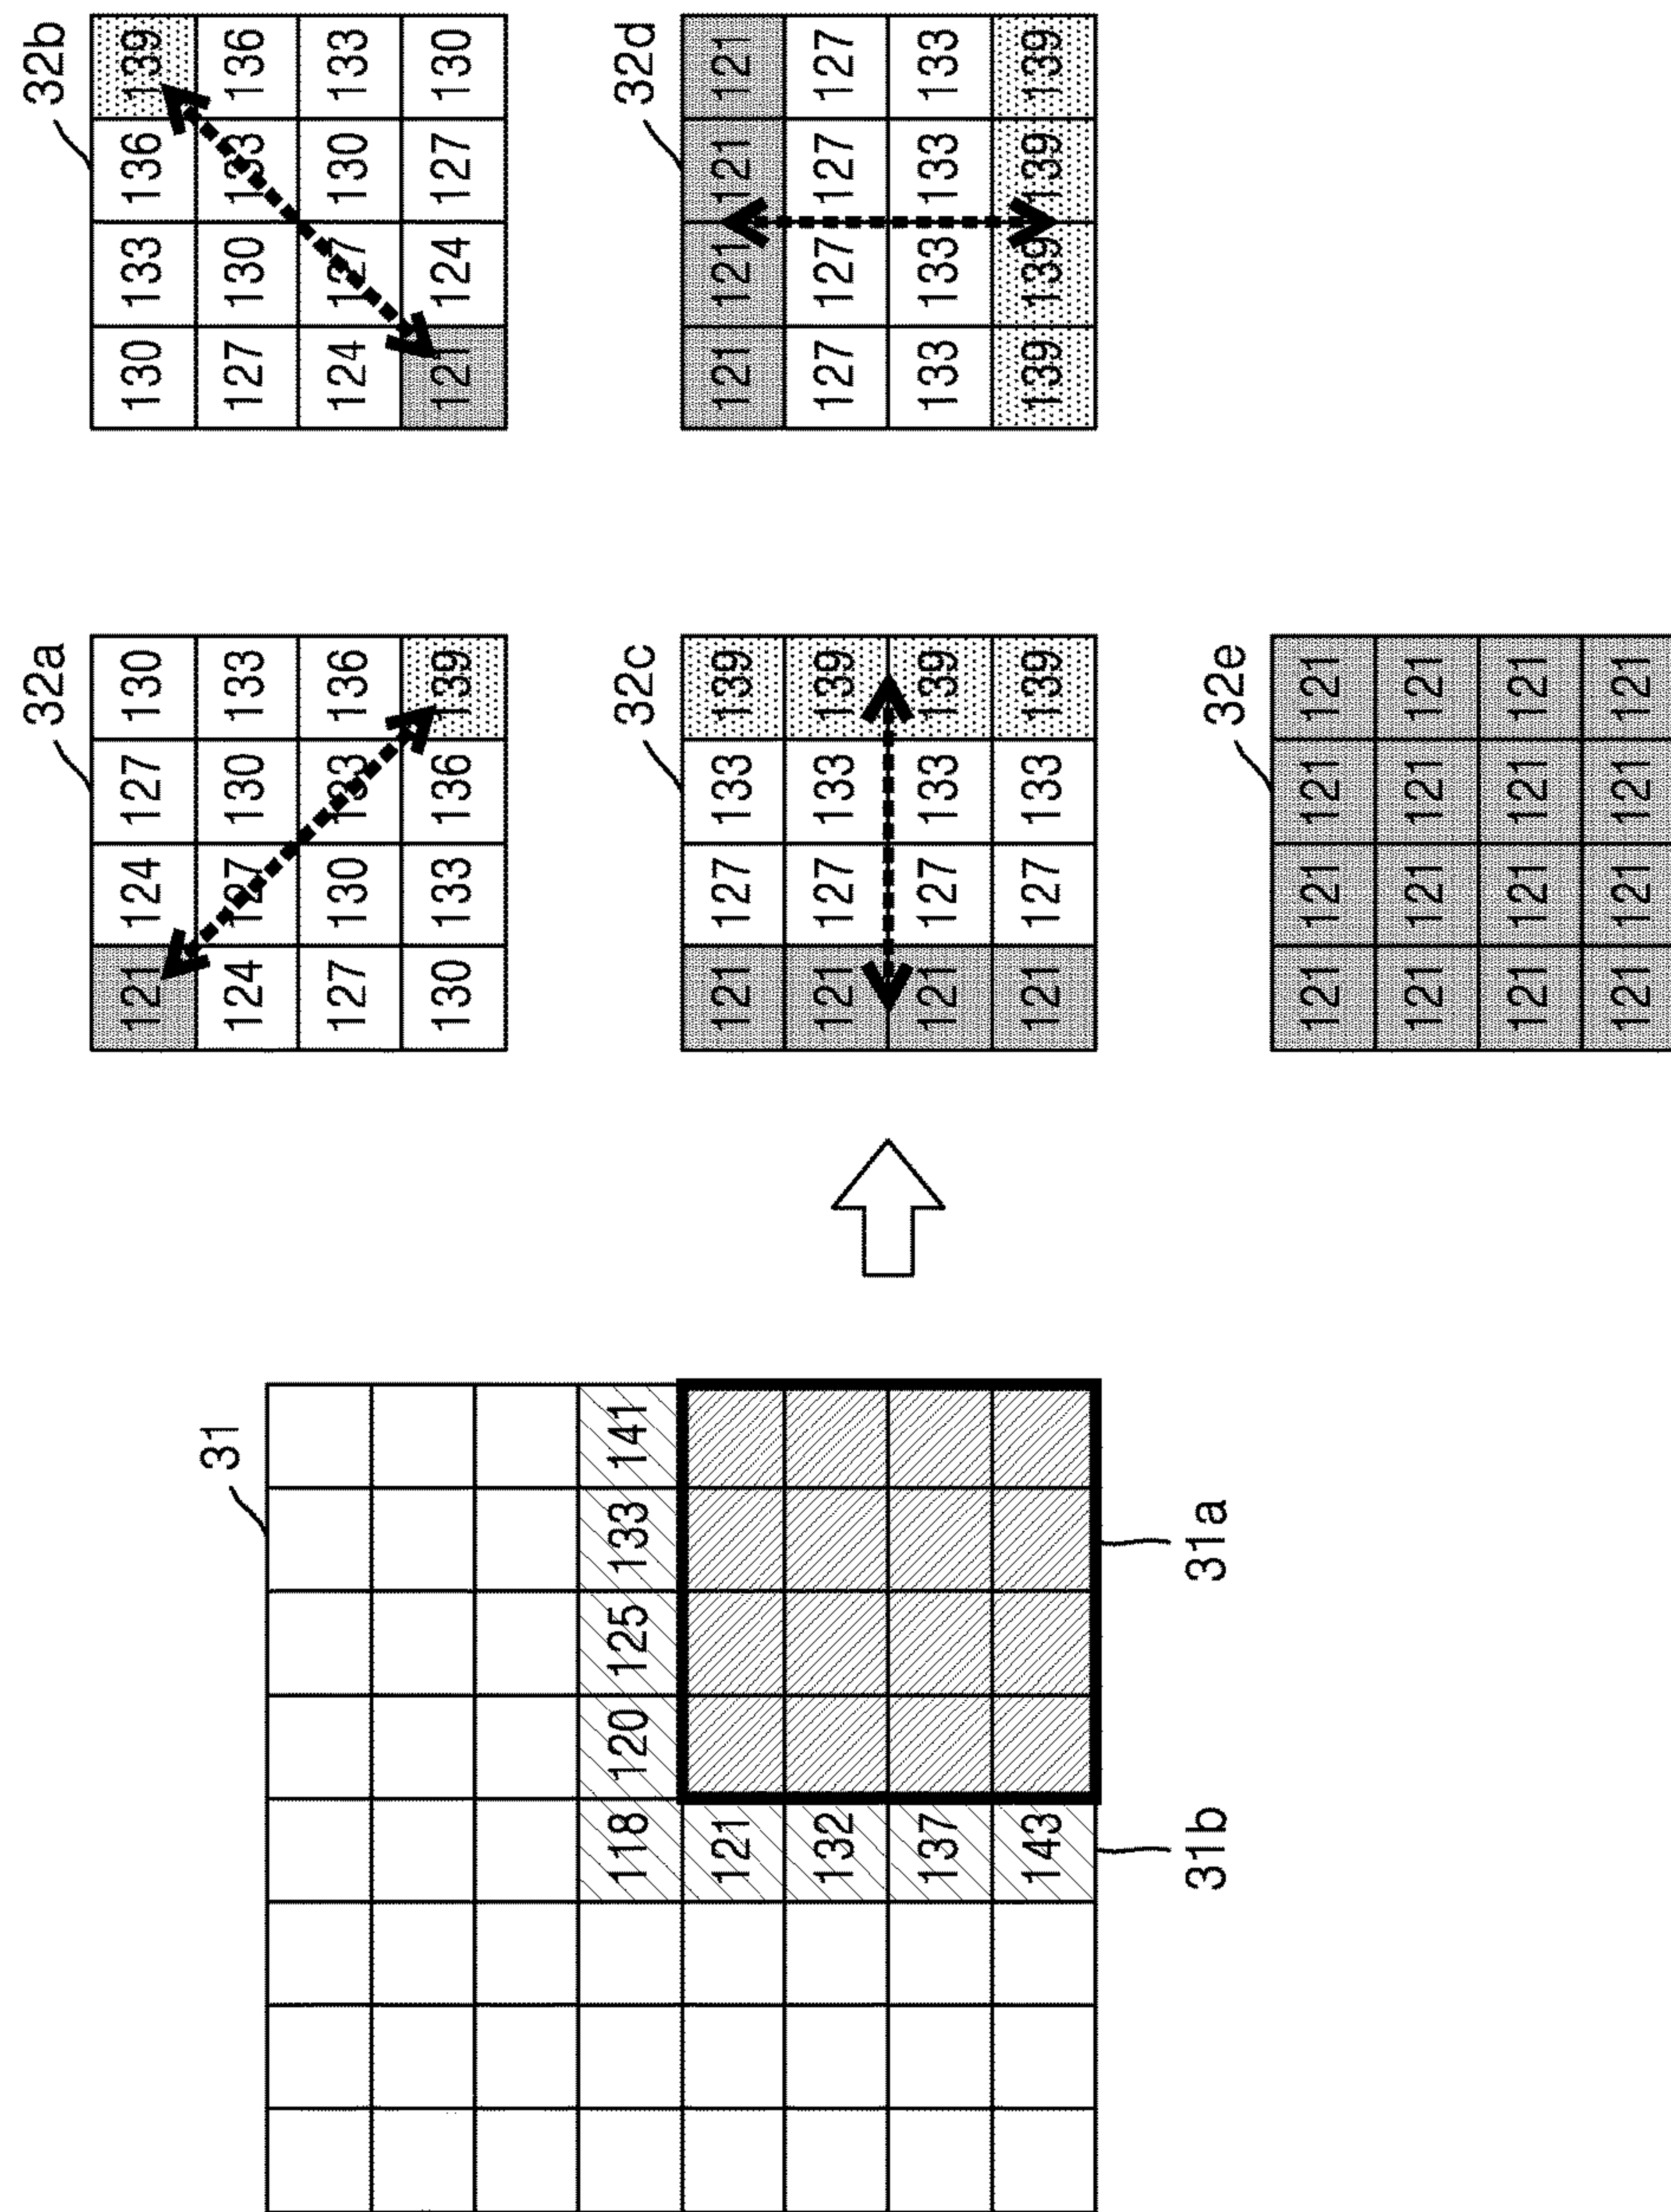 31
118 120 125 133 141
121
132
137
143
31b 31a
32a
121 124 127 130
124 127 130 133
127 130 133 136
130 133 136 139
32b
130 133 136 139
127 130 133 136
124 127 130 133
121 124 127 130
32c
121 127 133 139
121 127 133 139
121 127 133 139
121 127 133 139
32d
121 121 121 121
127 127 127 127
133 133 133 133
139 139 139 139
32e
121 121 121 121
121 121 121 121
121 121 121 121
121 121 121 121